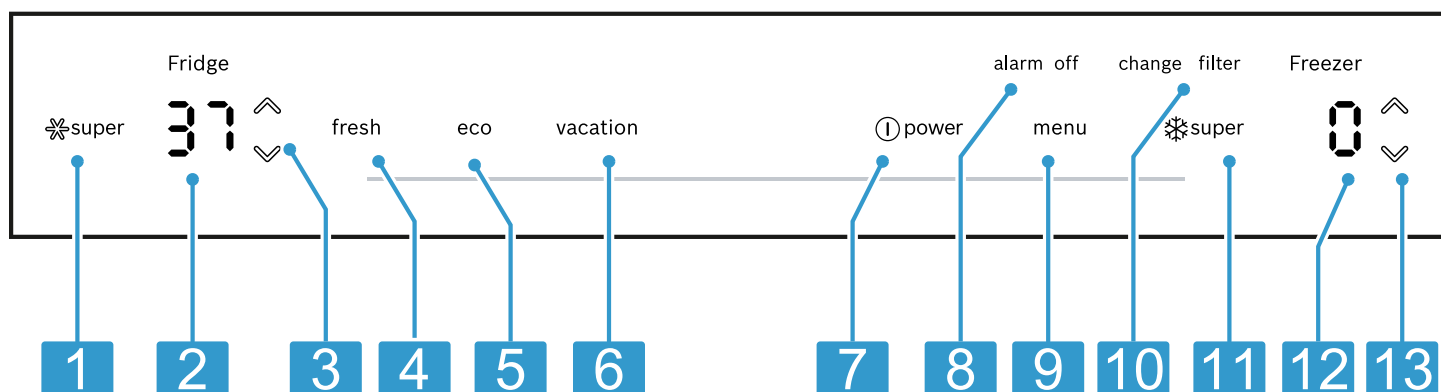 Fridge
alarm off
change filter
Freezer
super
37
fresh
eco
vacation
power
menu
super
0
1
2
3
4
5
6
7
8
9
10
11
12
13